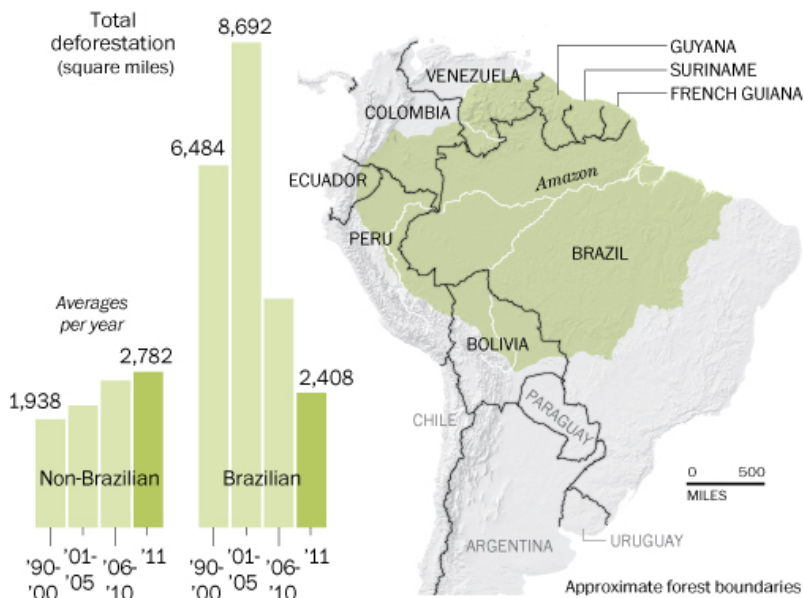 Total
deforestation
(square miles)
8,692
6,484
Averages
per year
2,782
1,938
2,408
Non-Brazilian
Brazilian
'90-
'00
'01-
'05
'06-
'10
'11
'90-
'00
'01-
'05
'06-
'10
'11
GUYANA
SURINAME
FRENCH GUIANA
VENEZUELA
COLOMBIA
ECUADOR
Amazon
PERU
BRAZIL
BOLIVIA
CHILE
PARAGUAY
0 500
MILES
ARGENTINA
URUGUAY
Approximate forest boundaries